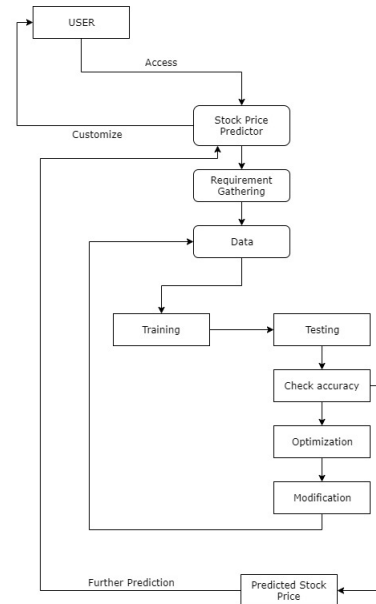 USER
Access
Stock Price
Predictor
Customize
Requirement
Gathering
Data
Training
Testing
Check accuracy
Optimization
Modification
Further Prediction
Predicted Stock
Price